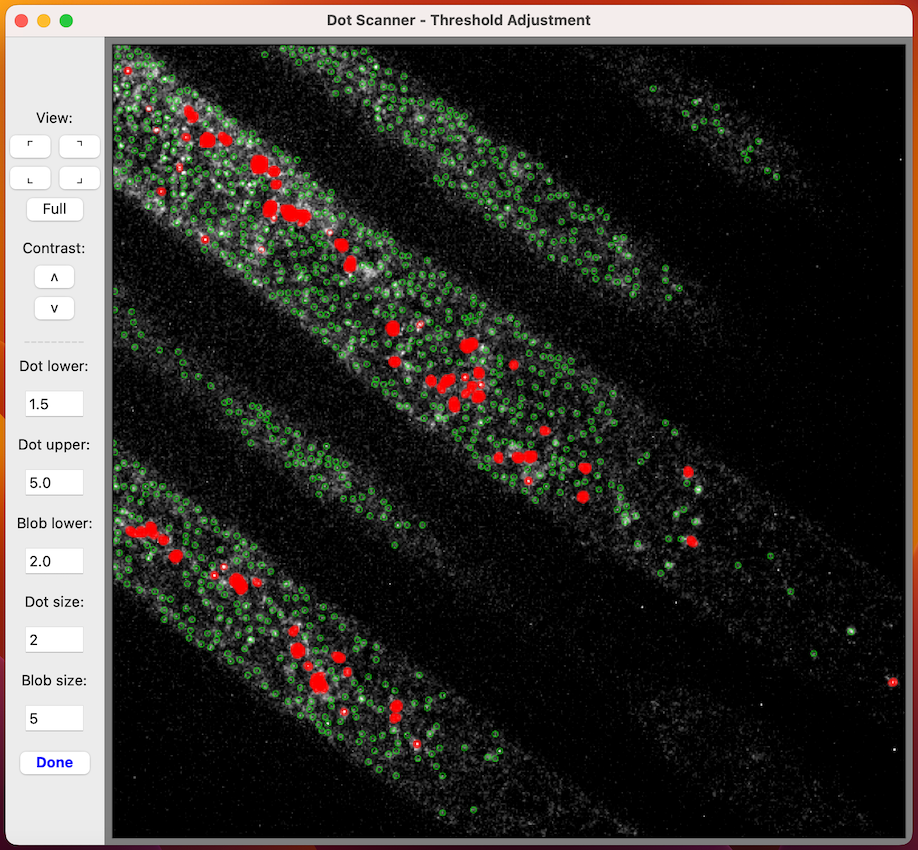 Dot Scanner - Threshold Adjustment
View:
⌜ ⌝
⌞ ⌟
Full
Contrast:
ʌ
v
----------
Dot lower:
1.5
Dot upper:
5.0
Blob lower:
2.0
Dot size:
2
Blob size:
5
Done